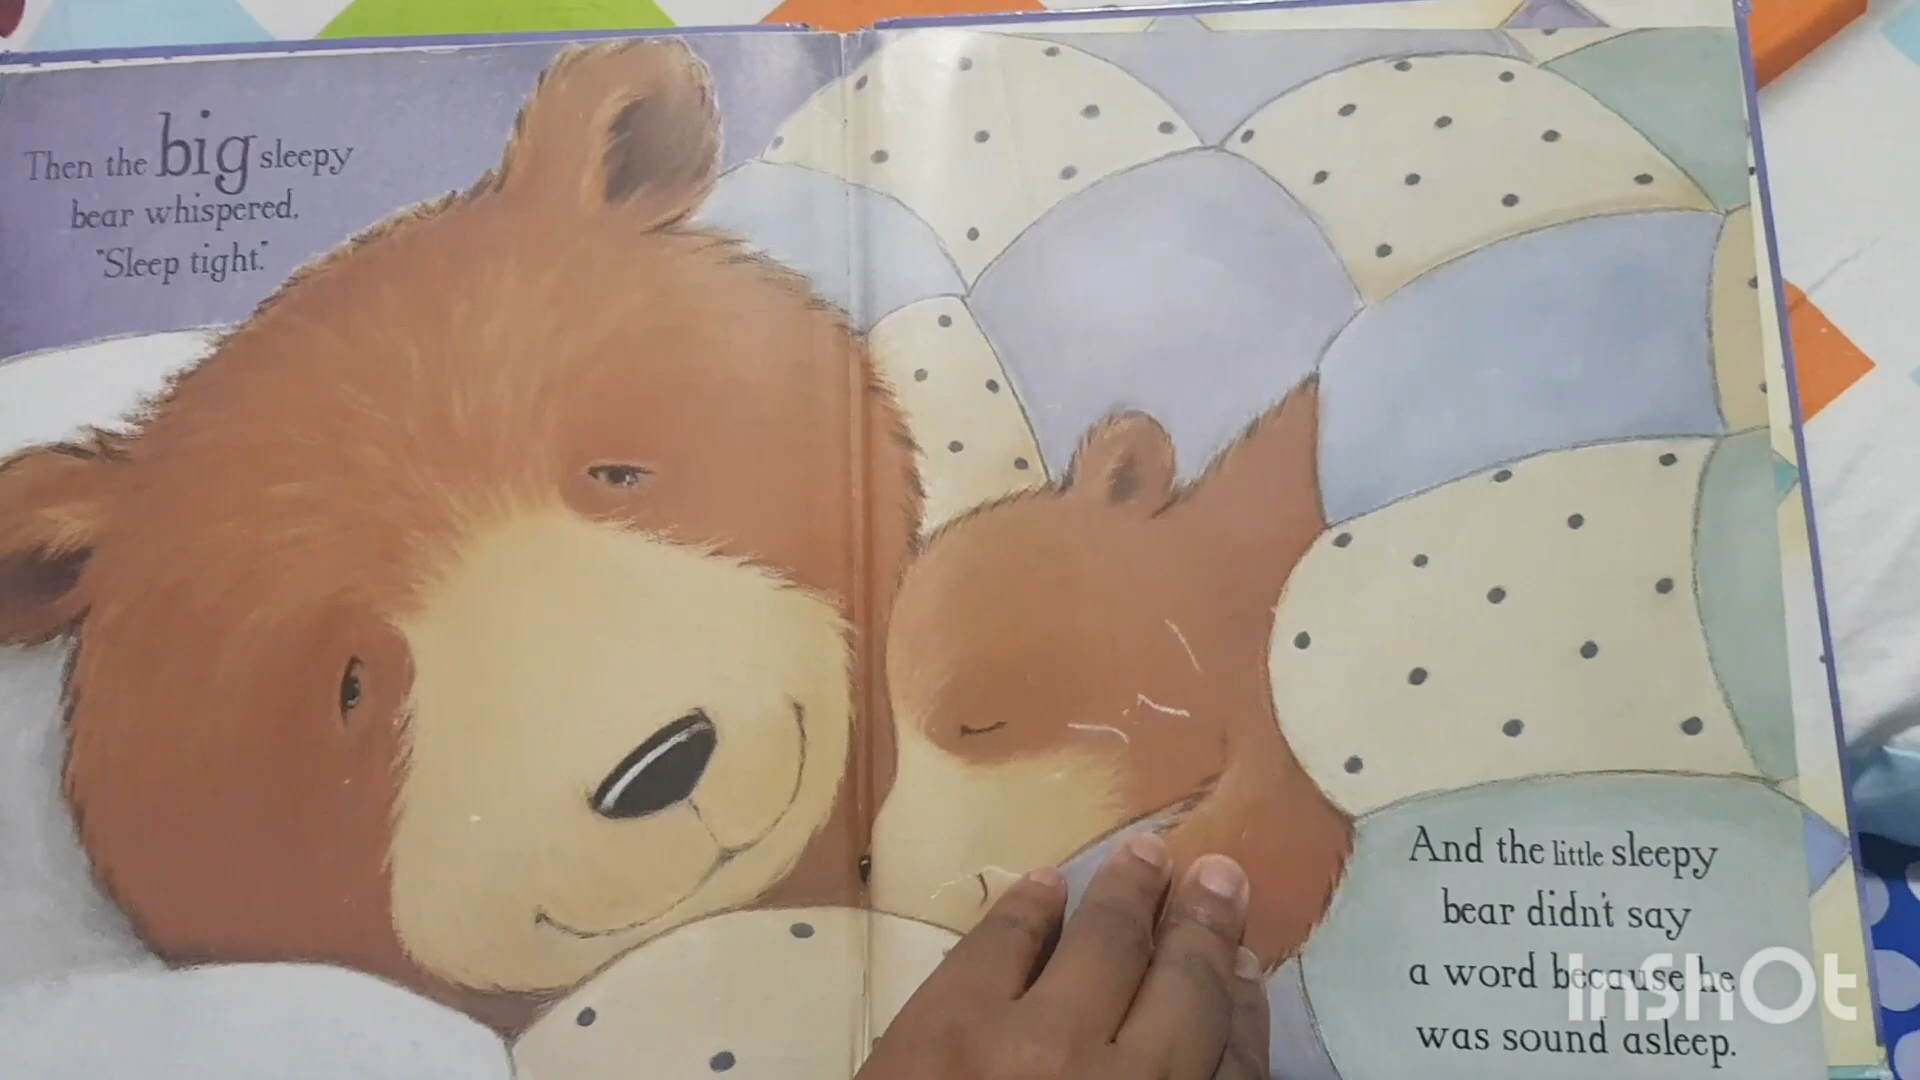 Then the big sleepy
bear whispered,
"Sleep tight."
And the little sleepy
bear didn't say
a word because he
was sound asleep.
InShOt